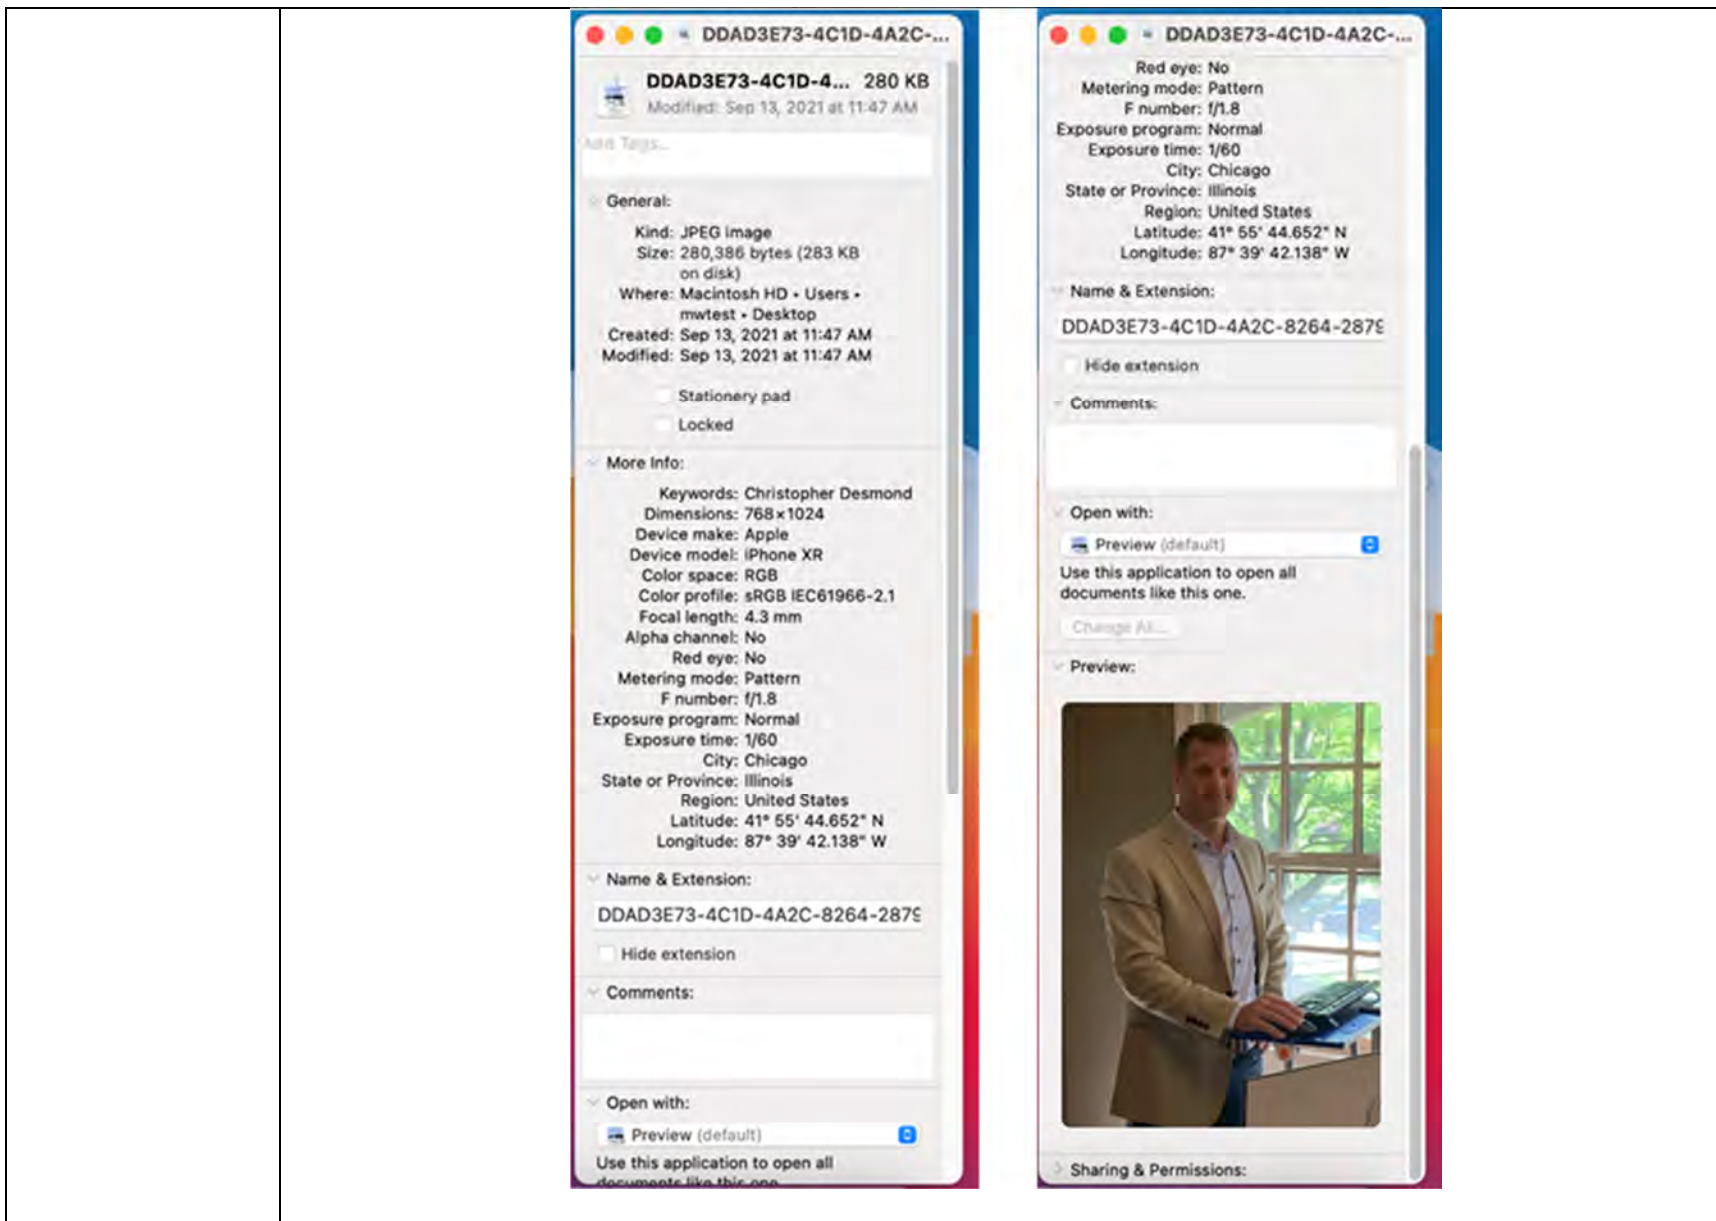 DDAD3E73-4C1D-4A2C-...
DDAD3E73-4C1D-4... 280 KB
Modified: Sep 13, 2021 at 11:47 AM
Add Tags...
General:
Kind: JPEG image
Size: 280,386 bytes (283 KB
on disk)
Where: Macintosh HD • Users •
mwtest • Desktop
Created: Sep 13, 2021 at 11:47 AM
Modified: Sep 13, 2021 at 11:47 AM
Stationery pad
Locked
More Info:
Keywords: Christopher Desmond
Dimensions: 768×1024
Device make: Apple
Device model: iPhone XR
Color space: RGB
Color profile: sRGB IEC61966-2.1
Focal length: 4.3 mm
Alpha channel: No
Red eye: No
Metering mode: Pattern
F number: f/1.8
Exposure program: Normal
Exposure time: 1/60
City: Chicago
State or Province: Illinois
Region: United States
Latitude: 41° 55' 44.652" N
Longitude: 87° 39' 42.138" W
Name & Extension:
DDAD3E73-4C1D-4A2C-8264-2879
Hide extension
Comments:
Open with:
Preview (default)
Use this application to open all
documents like this one.
DDAD3E73-4C1D-4A2C-...
Red eye: No
Metering mode: Pattern
F number: f/1.8
Exposure program: Normal
Exposure time: 1/60
City: Chicago
State or Province: Illinois
Region: United States
Latitude: 41° 55' 44.652" N
Longitude: 87° 39' 42.138" W
Name & Extension:
DDAD3E73-4C1D-4A2C-8264-2879
Hide extension
Comments:
Open with:
Preview (default)
Use this application to open all
documents like this one.
Change All...
Preview:
Sharing & Permissions: